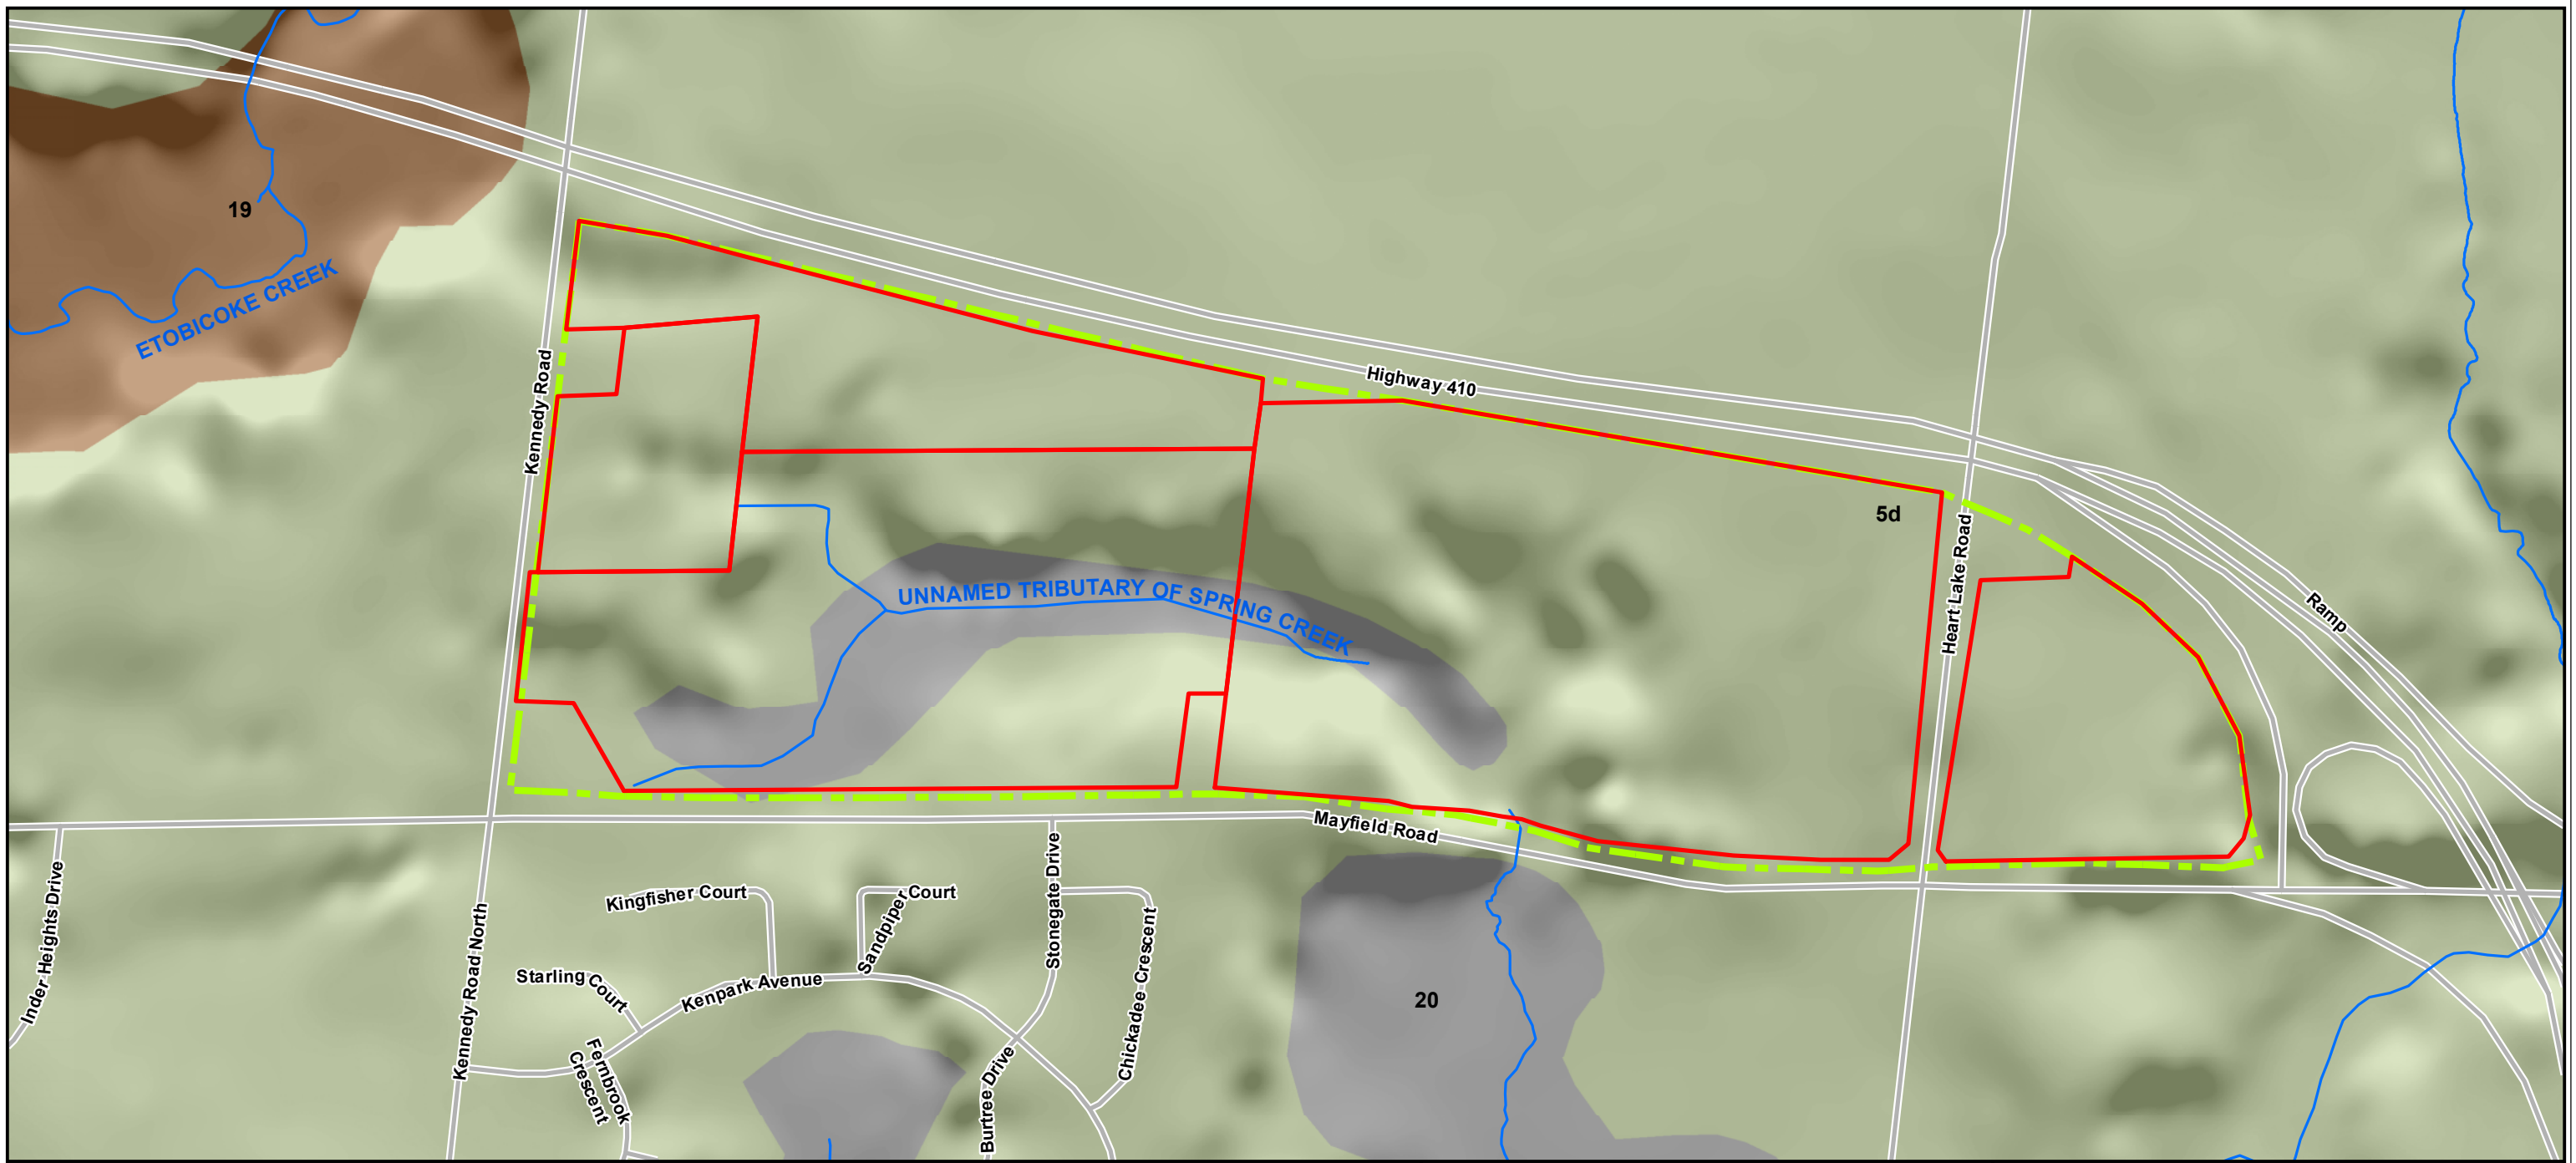 19
ETOBICOKE CREEK
Kennedy Road
Highway 410
5d
Heart Lake Road
Ramp
UNNAMED TRIBUTARY OF SPRING CREEK
Mayfield Road
Inder Heights Drive
Kennedy Road North
Kingfisher Court
Sandpiper Court
Stonegate Drive
Chickadee Crescent
Starling Court
Kenpark Avenue
Fernbrook
Crescent
Burtree Drive
20